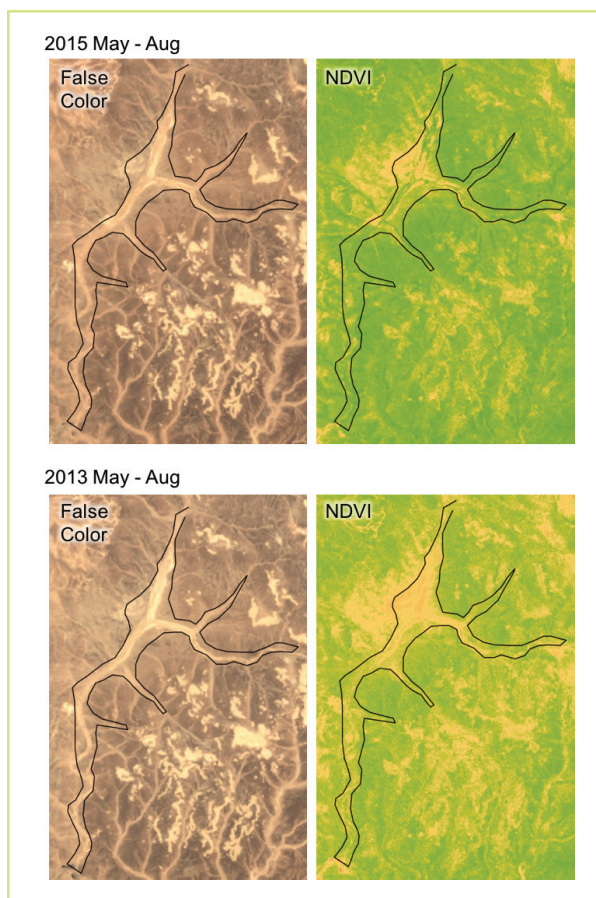 2015 May - Aug
False
Color
NDVI
2013 May - Aug
False
Color
NDVI